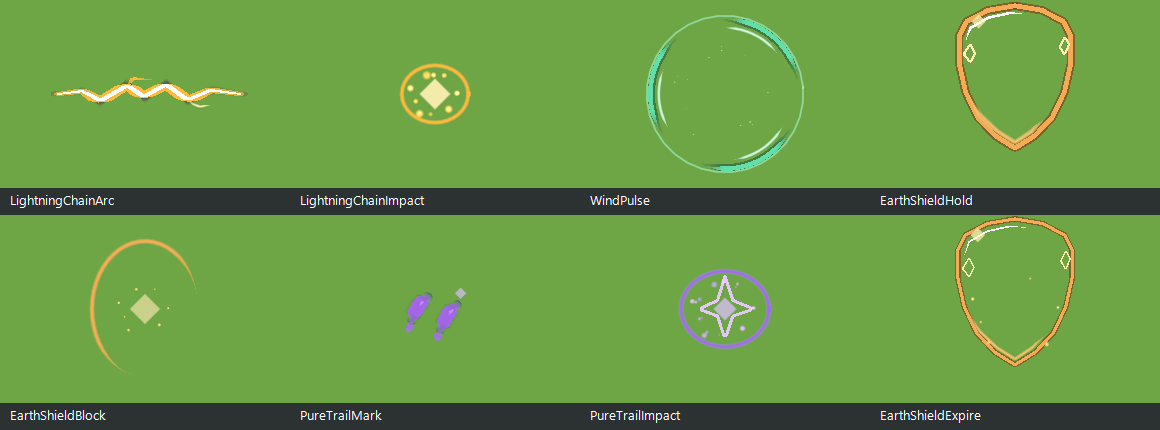 LightningChainArc
LightningChainImpact
WindPulse
EarthShieldHold
EarthShieldBlock
PureTrailMark
PureTrailImpact
EarthShieldExpire